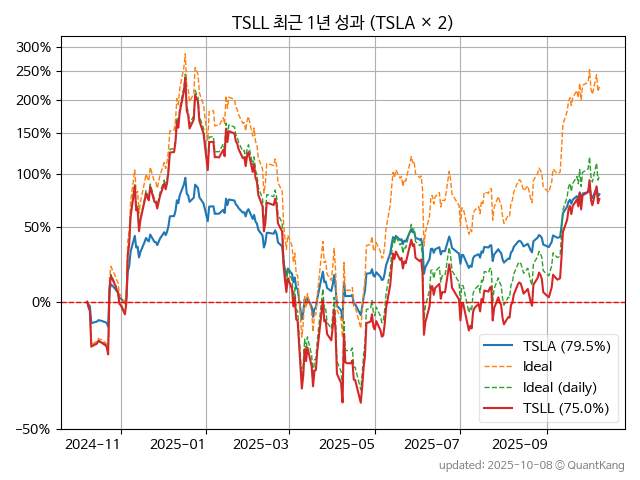 TSLL 최근 1년 성과 (TSLA × 2)
300%
250%
200%
150%
100%
50%
0%
−50%
2024-11 2025-01 2025-03 2025-05 2025-07 2025-09
TSLA (79.5%)
Ideal
Ideal (daily)
TSLL (75.0%)
updated: 2025-10-08 © QuantKang